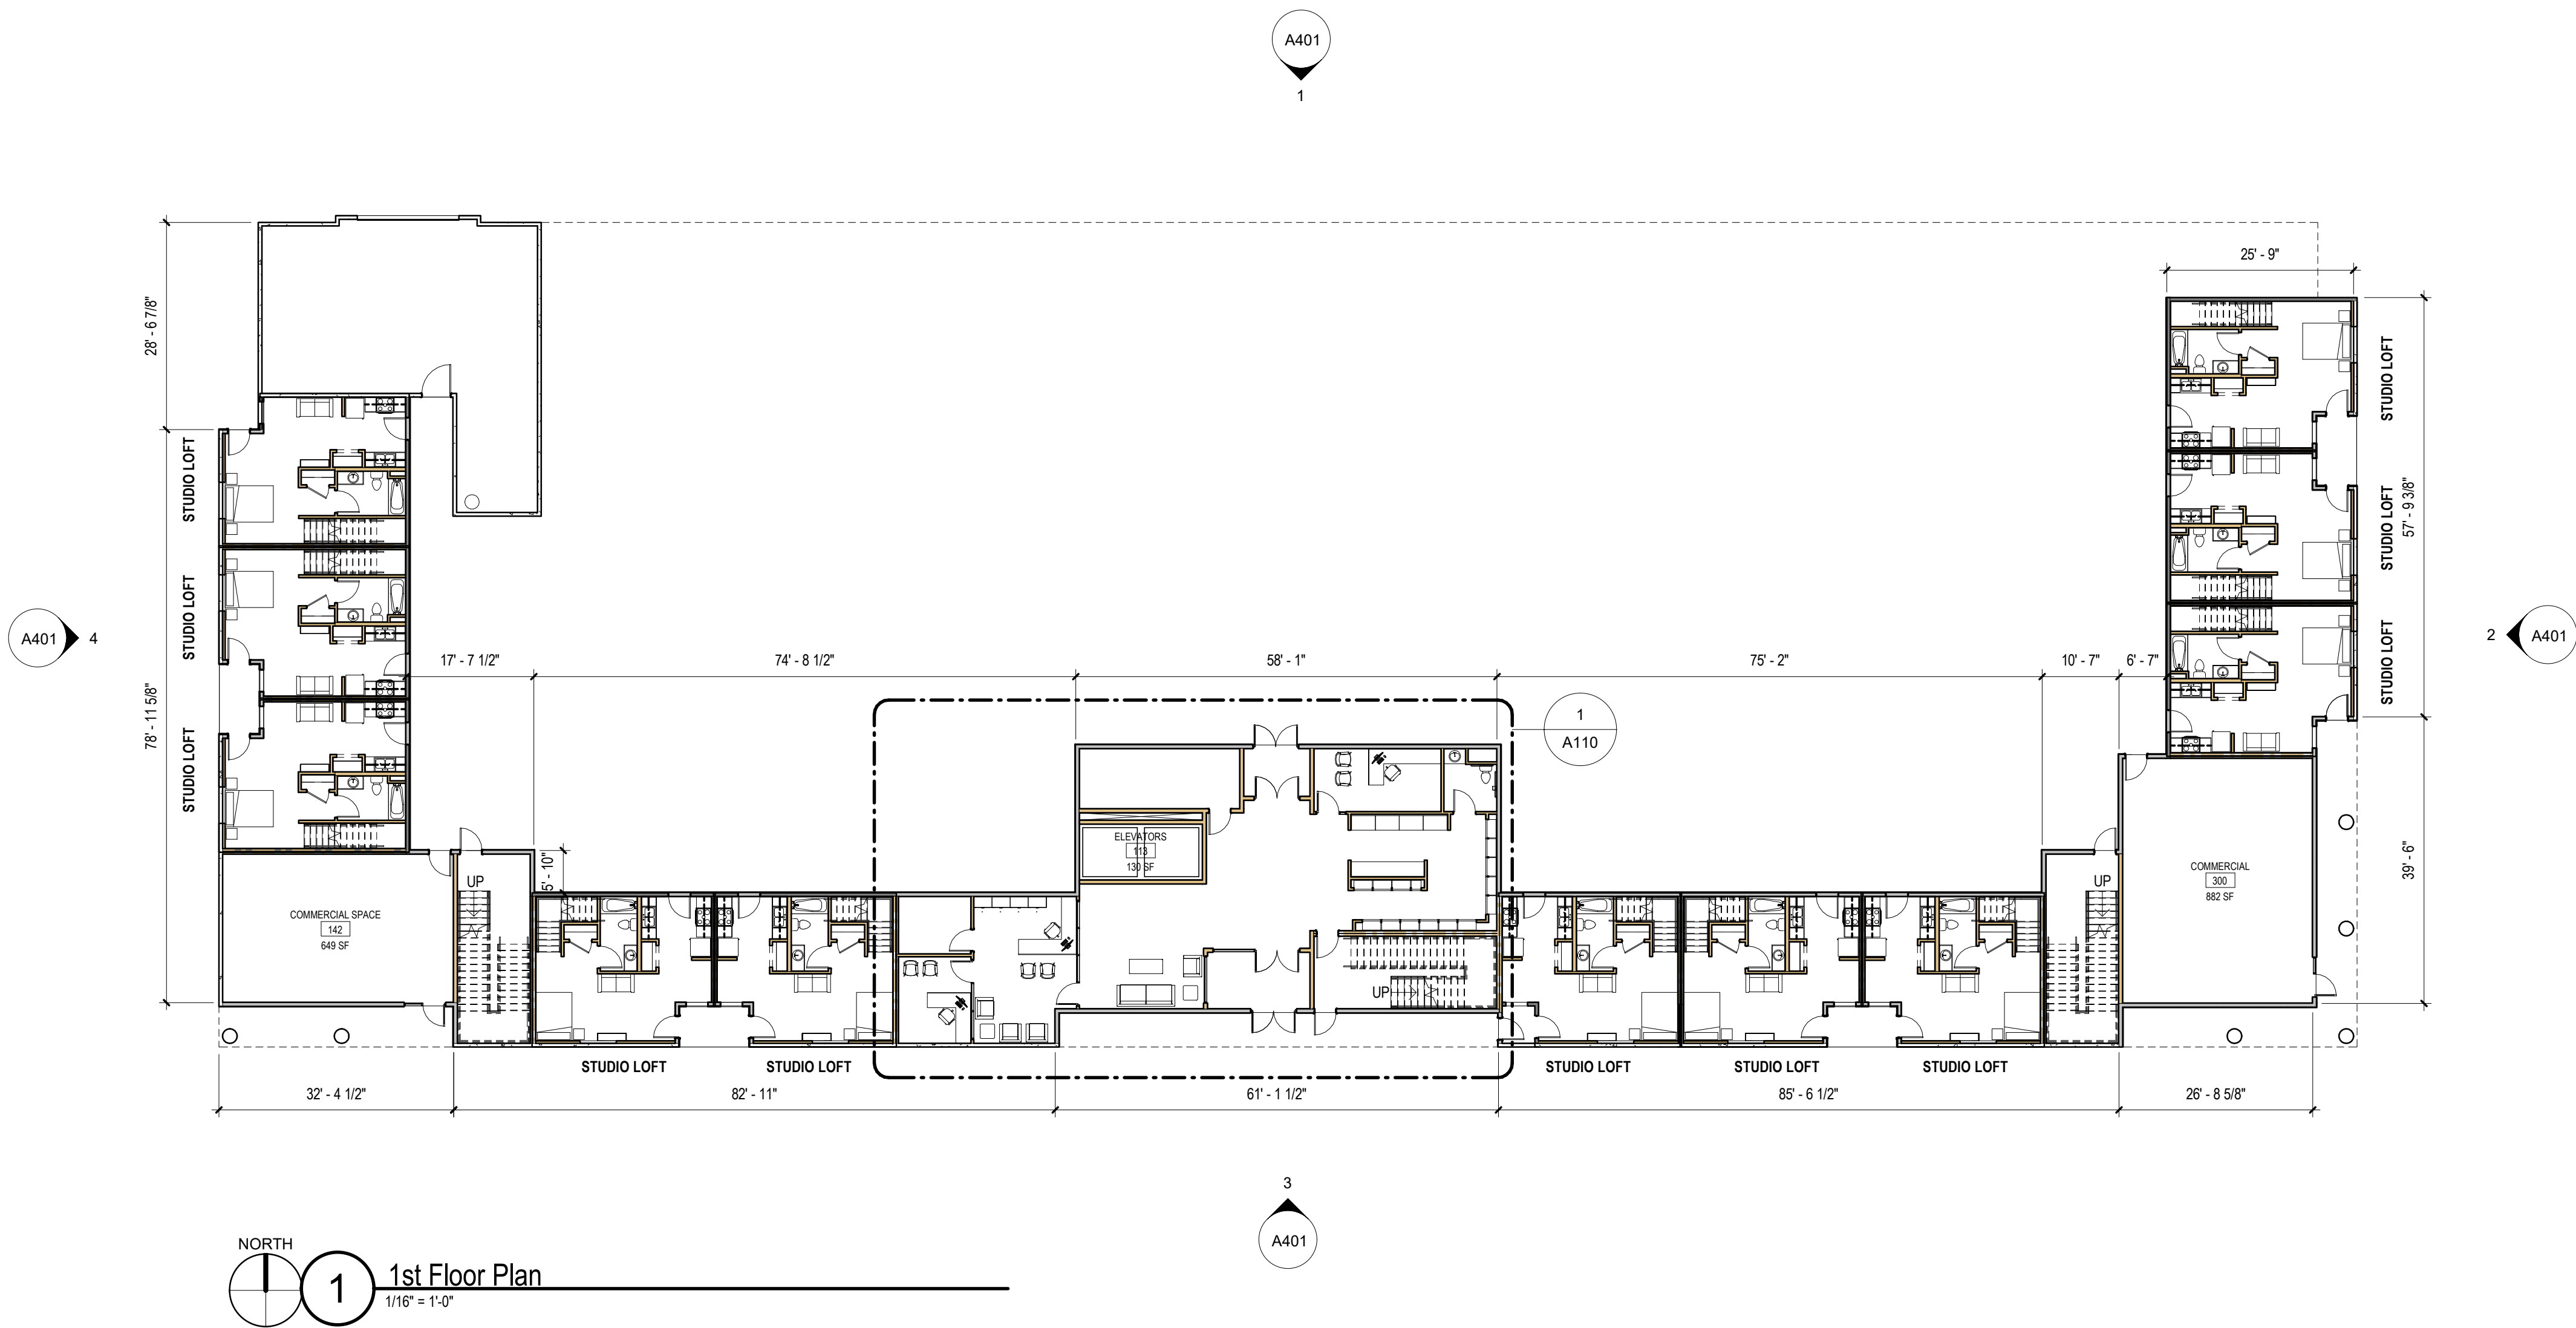 A401
1
25' - 9"
28' - 6 7/8"
STUDIO LOFT
STUDIO LOFT
STUDIO LOFT
78' - 11 5/8"
STUDIO LOFT
STUDIO LOFT
STUDIO LOFT
57' - 9 3/8"
39' - 6"
A401
4
2
A401
17' - 7 1/2"
74' - 8 1/2"
58' - 1"
75' - 2"
10' - 7"
6' - 7"
1
A110
5' - 10"
ELEVATORS
113
130 SF
UP
COMMERCIAL SPACE
142
649 SF
UP
UP
COMMERCIAL
300
882 SF
STUDIO LOFT
STUDIO LOFT
STUDIO LOFT
STUDIO LOFT
STUDIO LOFT
32' - 4 1/2"
82' - 11"
61' - 1 1/2"
85' - 6 1/2"
26' - 8 5/8"
3
A401
NORTH
1
1st Floor Plan
1/16" = 1'-0"